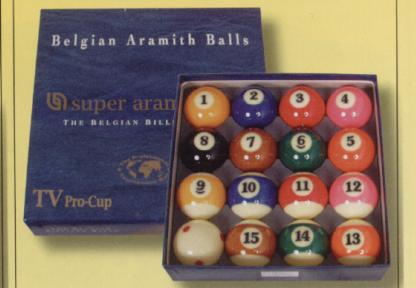 Belgian Aramith Balls
super aram
THE BELGIAN BILL
TV Pro-Cup
1 2 3 4
8 7 6 5
9 10 11 12
15 14 13